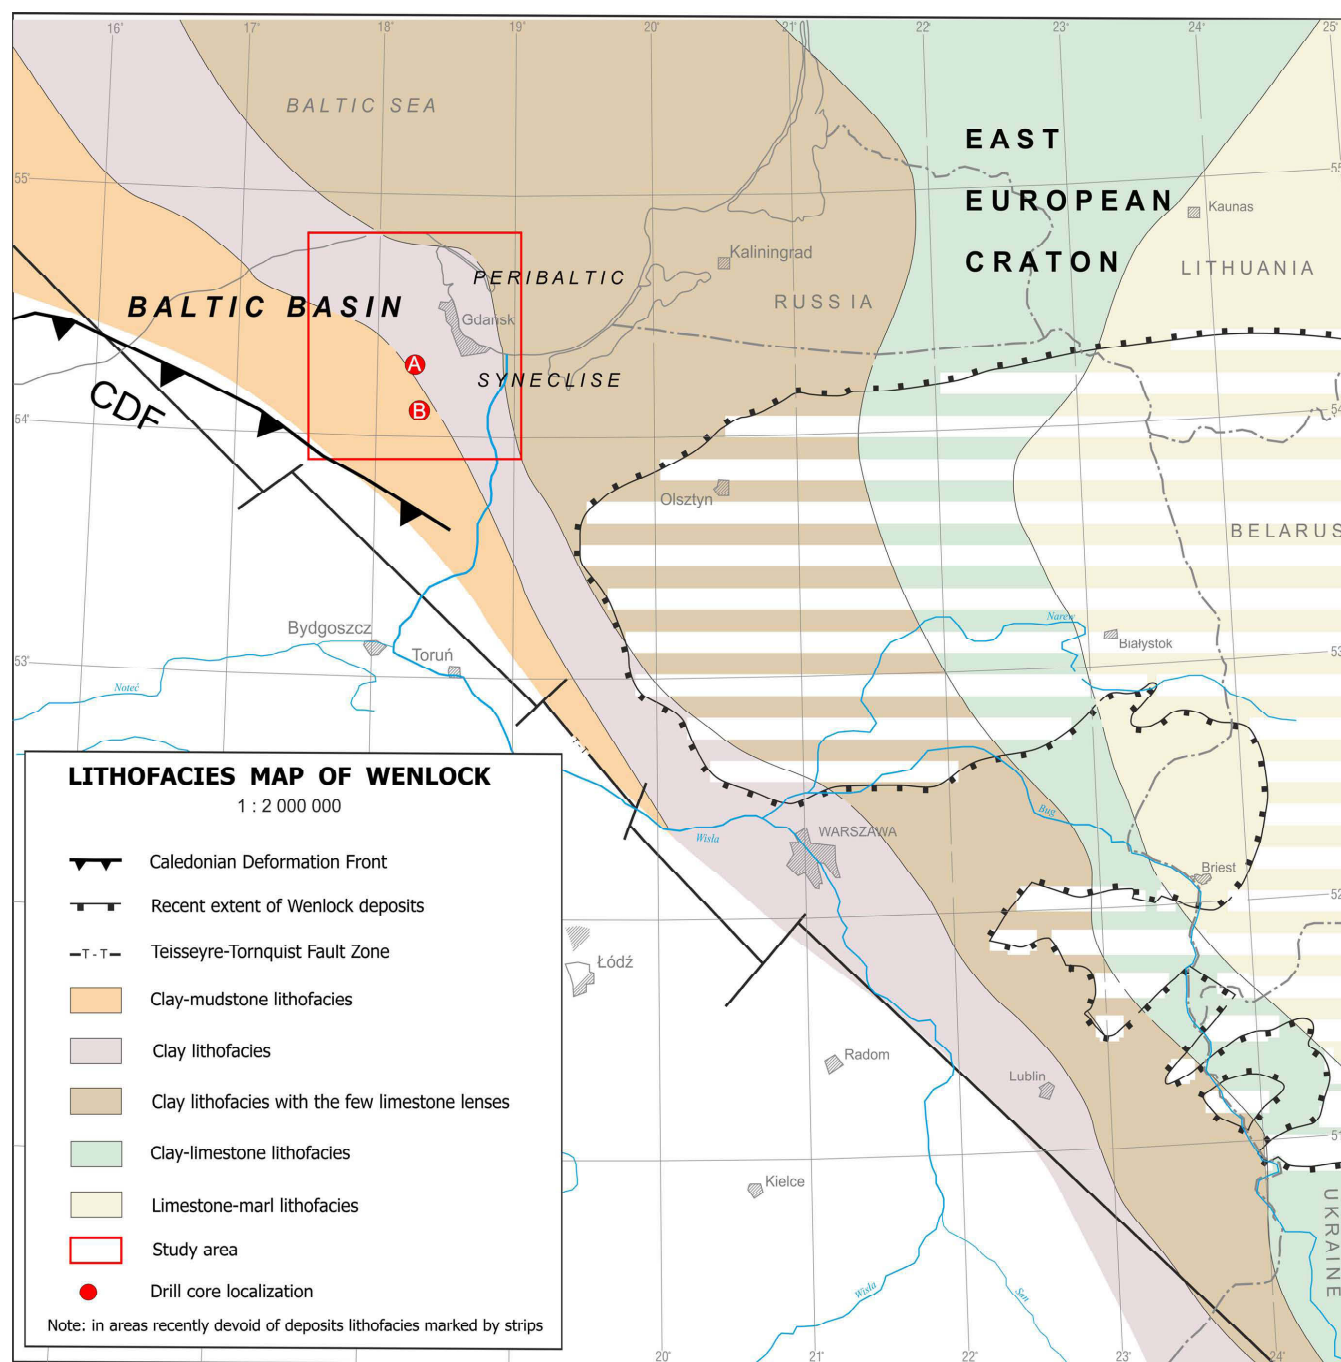 16' 17' 18' 19' 20' 21' 22' 23' 24' 25'
BALTIC SEA
EAST
EUROPEAN
CRATON
55'
55'
Kaunas
Kaliningrad
LITHUANIA
PERIBALTIC
RUSSIA
BALTIC BASIN
Gdańsk
A
SYNECLISE
B
CDF
54'
54'
Olsztyn
BELARUS
Narew
Bydgoszcz
Toruń
Białystok
53'
53'
Noteć
T-T
LITHOFACIES MAP OF WENLOCK
1 : 2 000 000
Caledonian Deformation Front
Recent extent of Wenlock deposits
-T-T- Teisseyre-Tornquist Fault Zone
Clay-mudstone lithofacies
Clay lithofacies
Clay lithofacies with the few limestone lenses
Clay-limestone lithofacies
Limestone-marl lithofacies
Study area
Drill core localization
Note: in areas recently devoid of deposits lithofacies marked by strips
Wisła
WARSZAWA
Bug
Briest
52'
Łódź
Radom
Lublin
51'
Kielce
UKRAINE
Wisła
San
20' 21' 22' 23' 24'